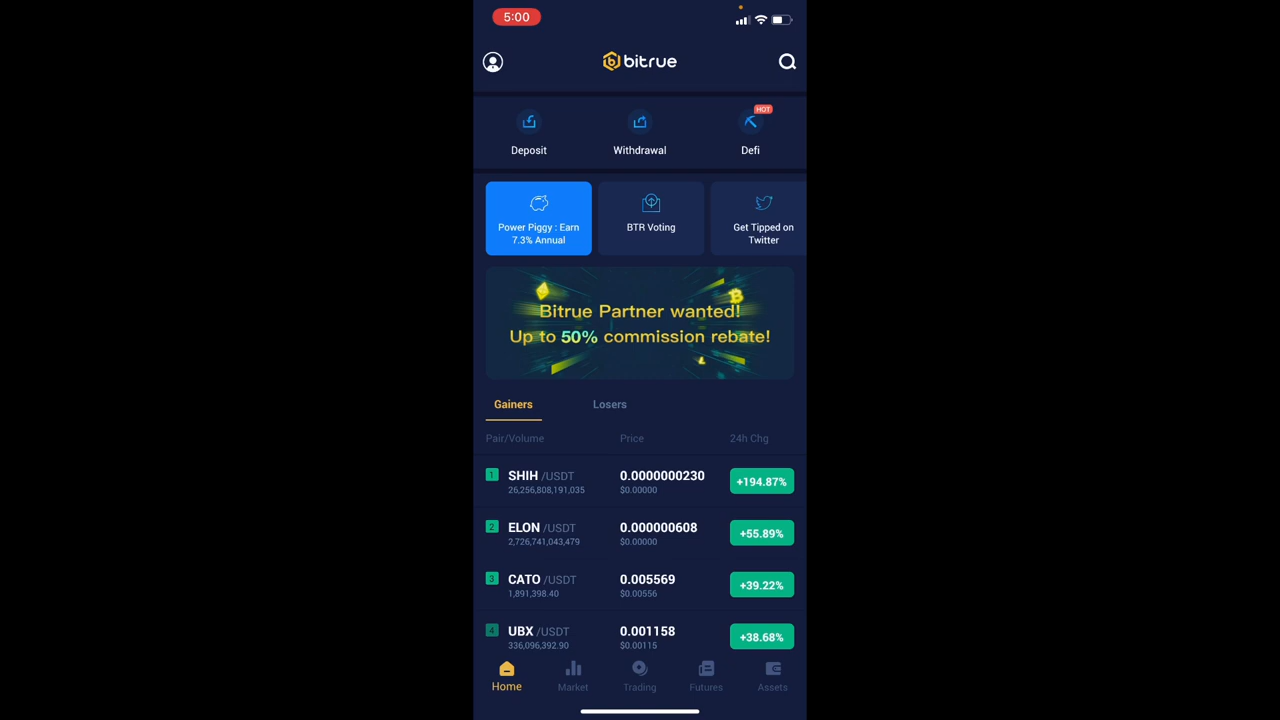 5:00
bitrue
HOT
Deposit
Withdrawal
Defi
Power Piggy : Earn
7.3% Annual
BTR Voting
Get Tipped on
Twitter
Bitrue Partner wanted!
Up to 50% commission rebate!
Gainers
Losers
Pair/Volume
Price
24h Chg
1
SHIH /USDT
0.0000000230
+194.87%
26,256,808,191,035
$0.00000
2
ELON /USDT
0.000000608
+55.89%
2,726,741,043,479
$0.00000
3
CATO /USDT
0.005569
+39.22%
1,891,398.40
$0.00556
4
UBX /USDT
0.001158
+38.68%
336,096,392.90
$0.00115
Home
Market
Trading
Futures
Assets